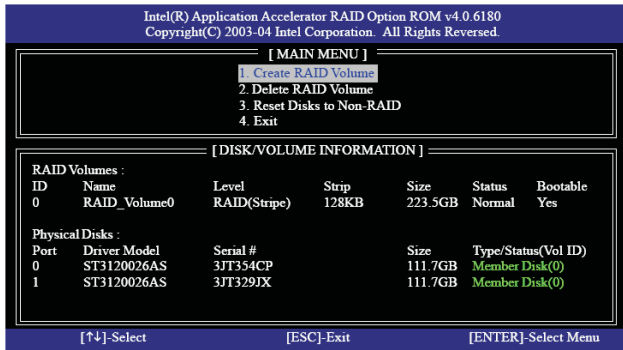 Intel(R) Application Accelerator RAID Option ROM v4.0.6180
Copyright(C) 2003-04 Intel Corporation. All Rights Reversed.
[ MAIN MENU ]
1. Create RAID Volume
2. Delete RAID Volume
3. Reset Disks to Non-RAID
4. Exit
[ DISK/VOLUME INFORMATION ]
RAID Volumes :
ID Name Level Strip Size Status Bootable
0 RAID_Volume0 RAID(Stripe) 128KB 223.5GB Normal Yes
Physical Disks :
Port Driver Model Serial # Size Type/Status(Vol ID)
0 ST3120026AS 3JT354CP 111.7GB Member Disk(0)
1 ST3120026AS 3JT329JX 111.7GB Member Disk(0)
[↑↓]-Select [ESC]-Exit [ENTER]-Select Menu